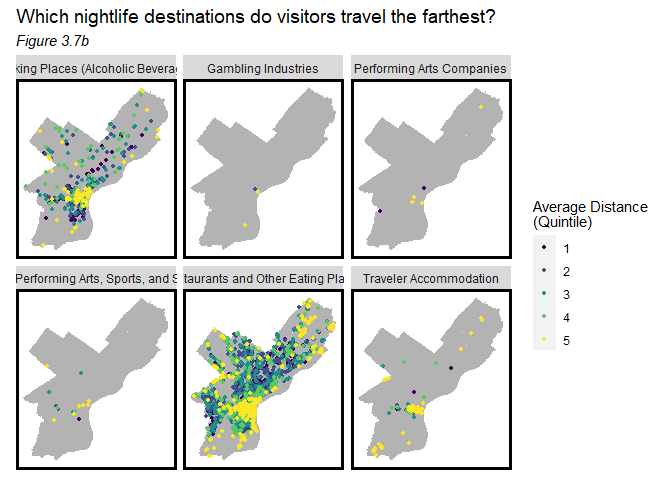 Which nightlife destinations do visitors travel the farthest?
Figure 3.7b
king Places (Alcoholic Beverag
Gambling Industries
Performing Arts Companies
Performing Arts, Sports, and S
taurants and Other Eating Pla
Traveler Accommodation
Average Distance
(Quintile)
1
2
3
4
5